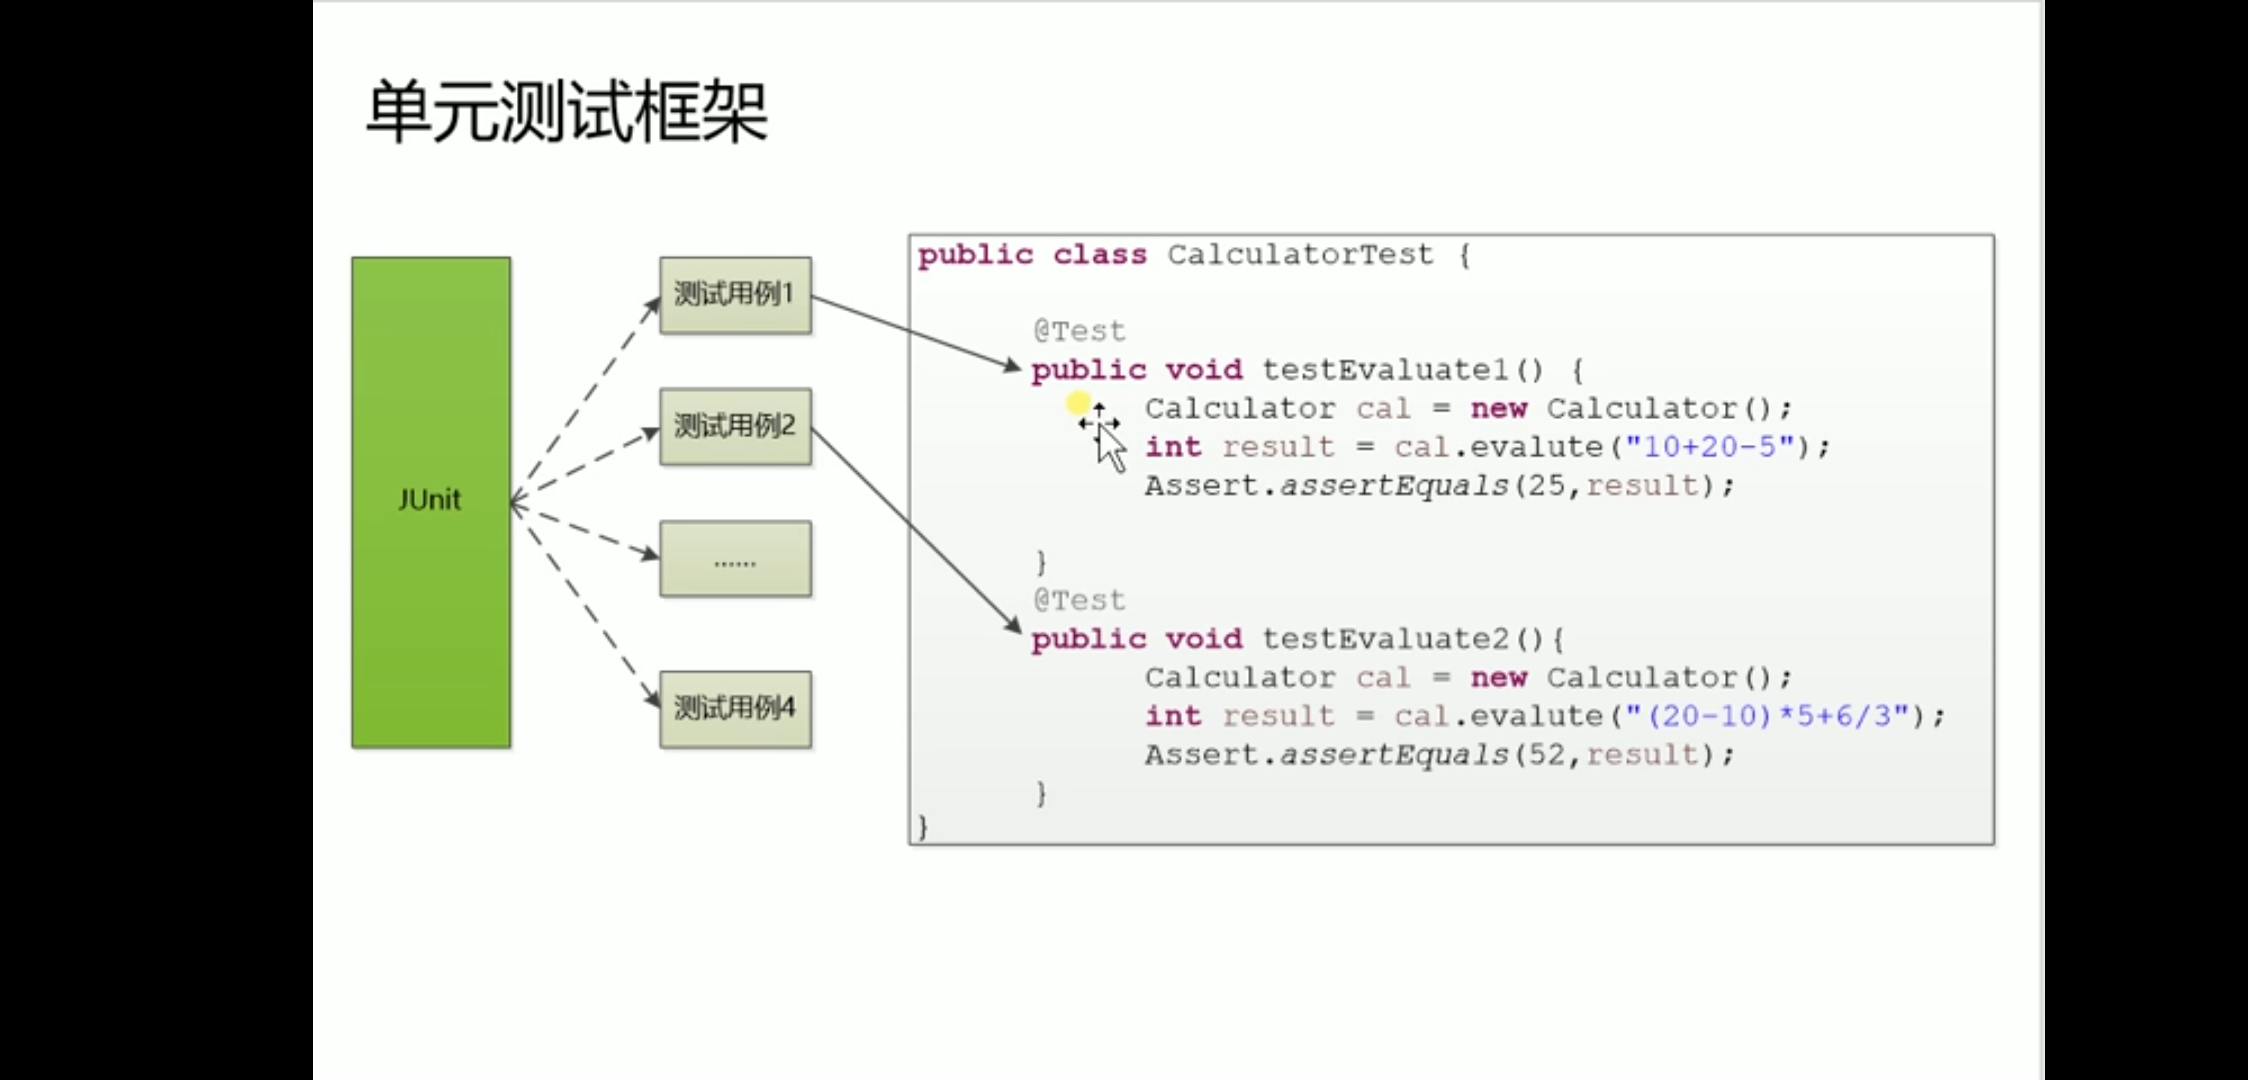 单元测试框架
JUnit
测试用例1
测试用例2
......
测试用例4
public class CalculatorTest {
@Test
public void testEvaluate1() {
Calculator cal = new Calculator();
int result = cal.evalute("10+20-5");
Assert.assertEquals(25,result);
}
@Test
public void testEvaluate2(){
Calculator cal = new Calculator();
int result = cal.evalute("(20-10)*5+6/3");
Assert.assertEquals(52,result);
}
}